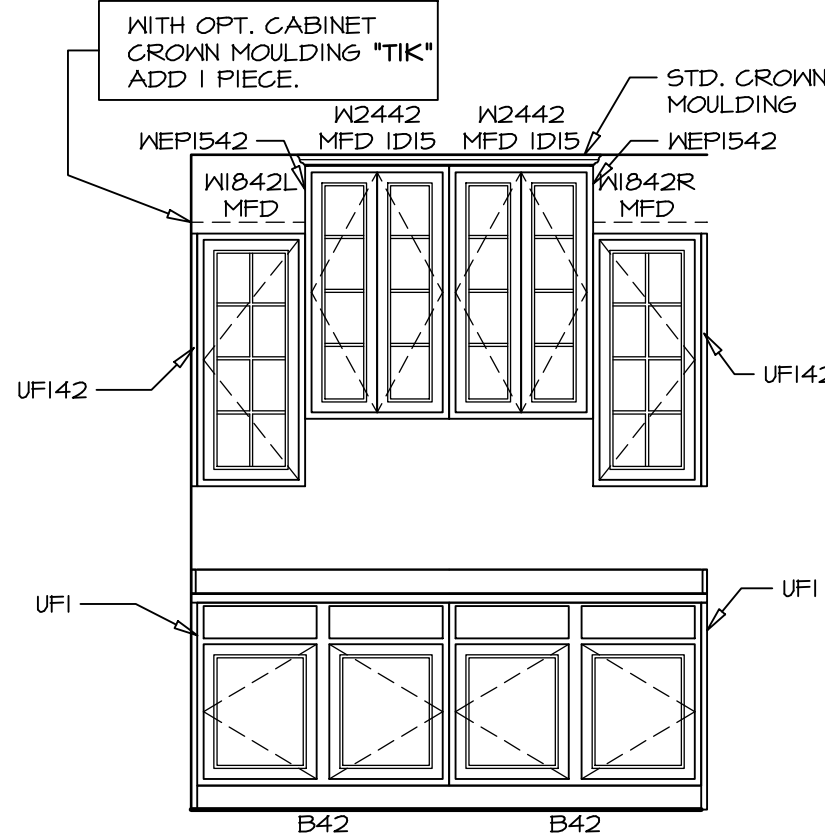 WITH OPT. CABINET
CROWN MOULDING "TIK"
ADD 1 PIECE.
STD. CROWN
MOULDING
W2442
MFD 1D15
W2442
MFD 1D15
WEP1542
WEP1542
W1842L
MFD
W1842R
MFD
UF142
UF142
UF1
UF1
B42
B42